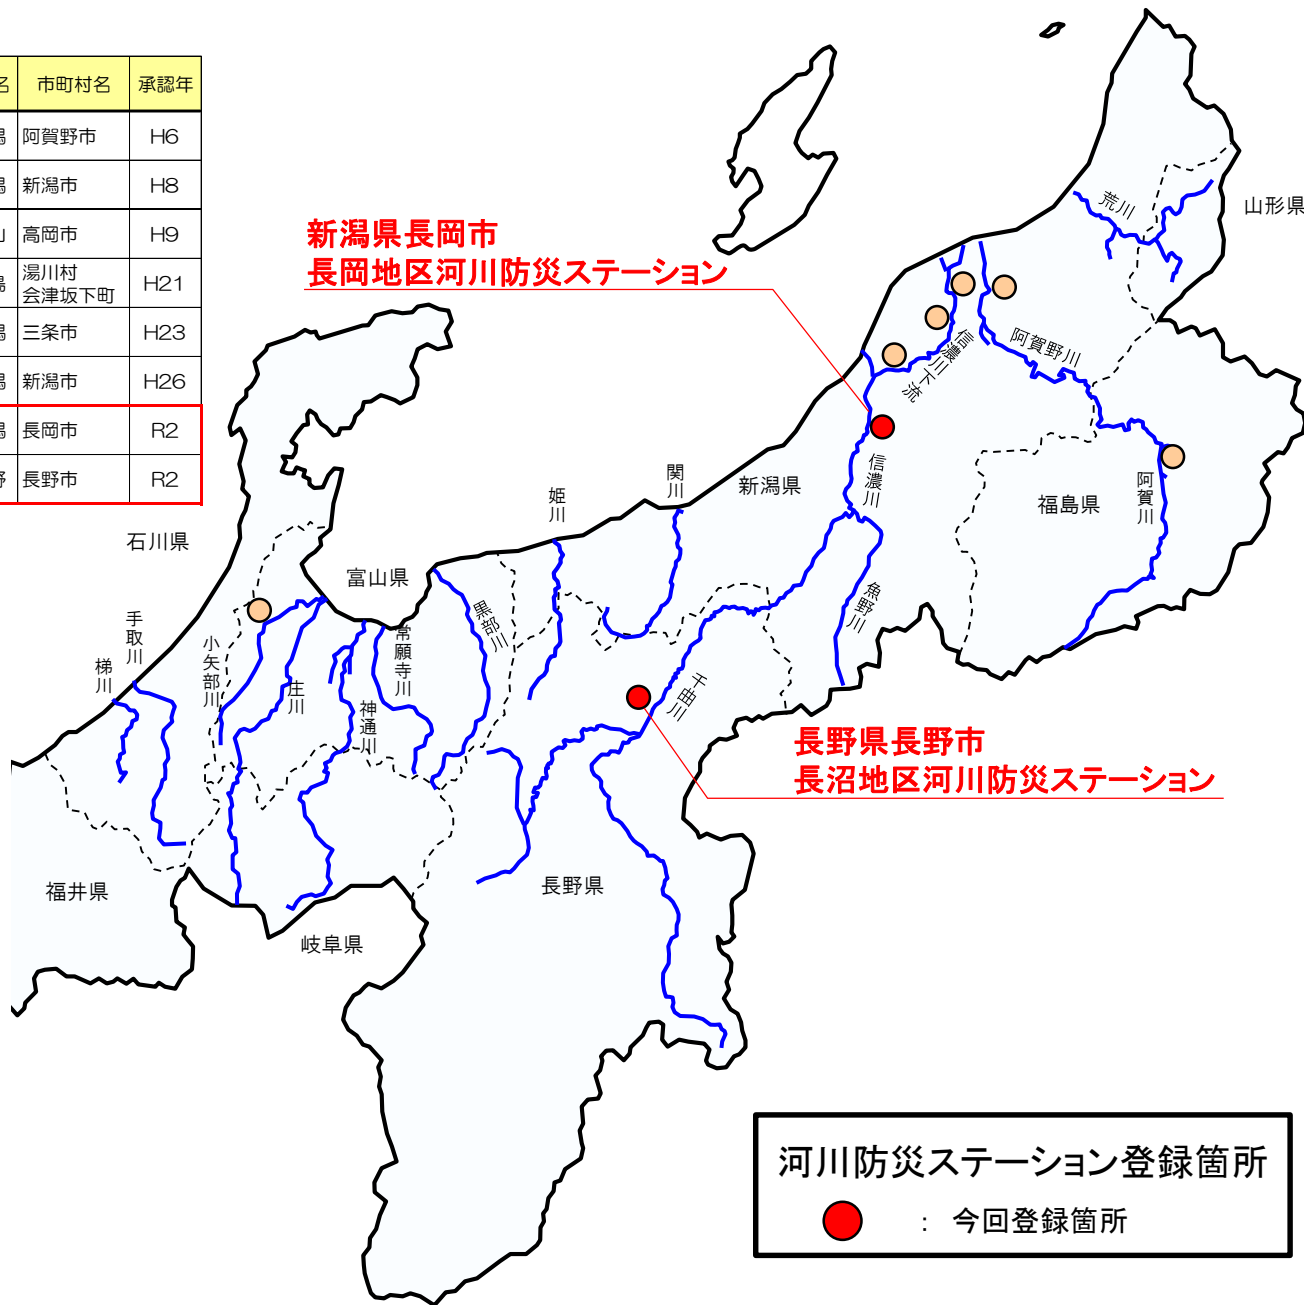 名 市町村名 承認年
潟 阿賀野市 H6
潟 新潟市 H8
山 高岡市 H9
島 湯川村 会津坂下町 H21
潟 三条市 H23
潟 新潟市 H26
潟 長岡市 R2
野 長野市 R2
新潟県長岡市
長岡地区河川防災ステーション
山形県
荒川
阿賀野川
信濃川下流
信濃川
新潟県
関川
姫川
福島県
阿賀川
石川県
富山県
魚野川
黒部川
常願寺川
手取川
梯川
小矢部川
庄川
神通川
千曲川
長野県長野市
長沼地区河川防災ステーション
福井県
長野県
岐阜県
河川防災ステーション登録箇所
: 今回登録箇所